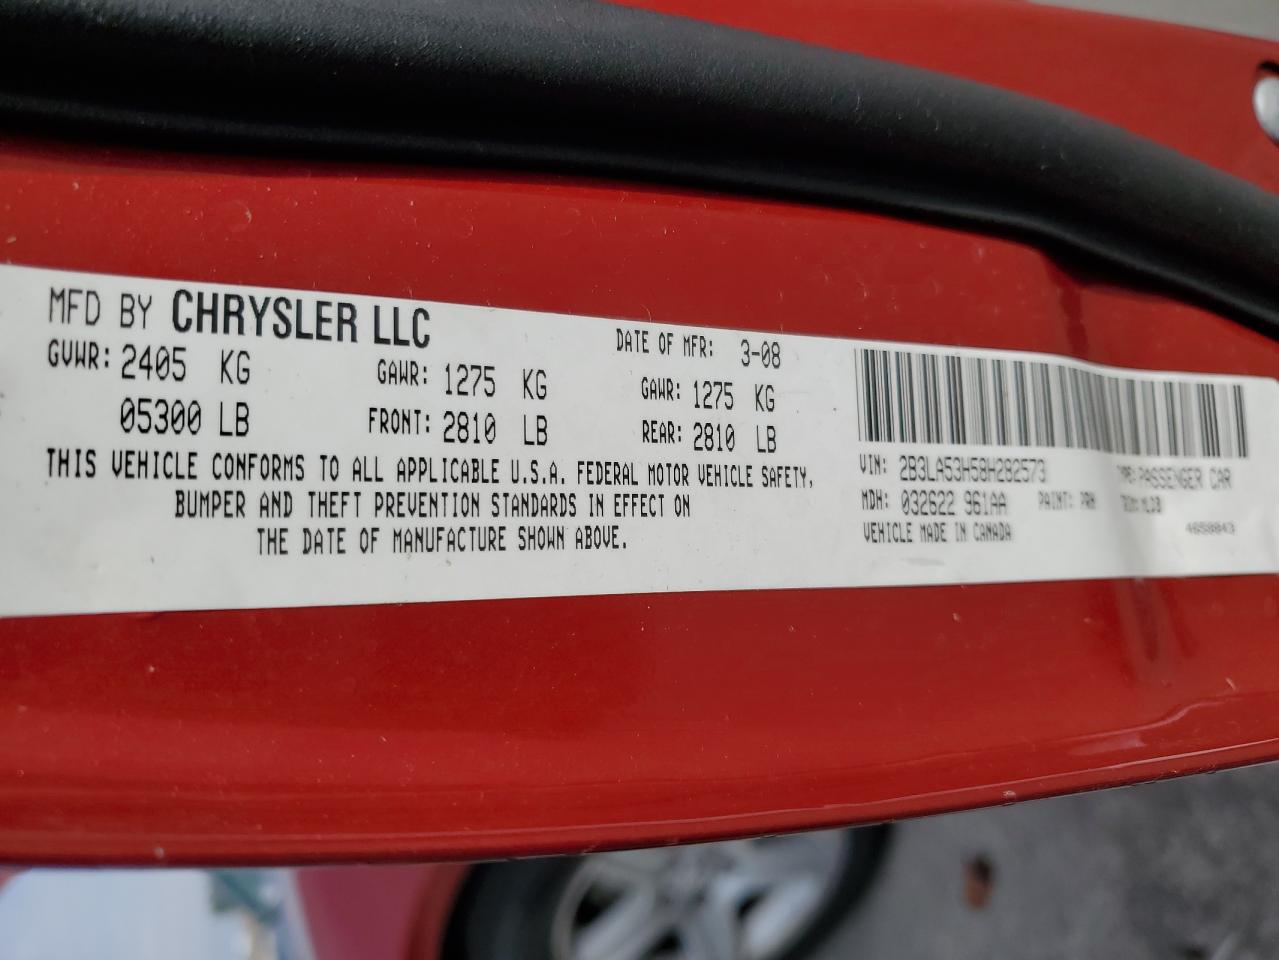 MFD BY CHRYSLER LLC
DATE OF MFR: 3-08
GVWR: 2405 KG
05300 LB
GAWR: 1275 KG
FRONT: 2810 LB
GAWR: 1275 KG
REAR: 2810 LB
THIS VEHICLE CONFORMS TO ALL APPLICABLE U.S.A. FEDERAL MOTOR VEHICLE SAFETY,
BUMPER AND THEFT PREVENTION STANDARDS IN EFFECT ON
THE DATE OF MANUFACTURE SHOWN ABOVE.
VIN: 2B3LA53H58H282573
TYPE: PASSENGER CAR
MDH: 032622 961AA
PAINT: PRH
VEHICLE MADE IN CANADA
4658843